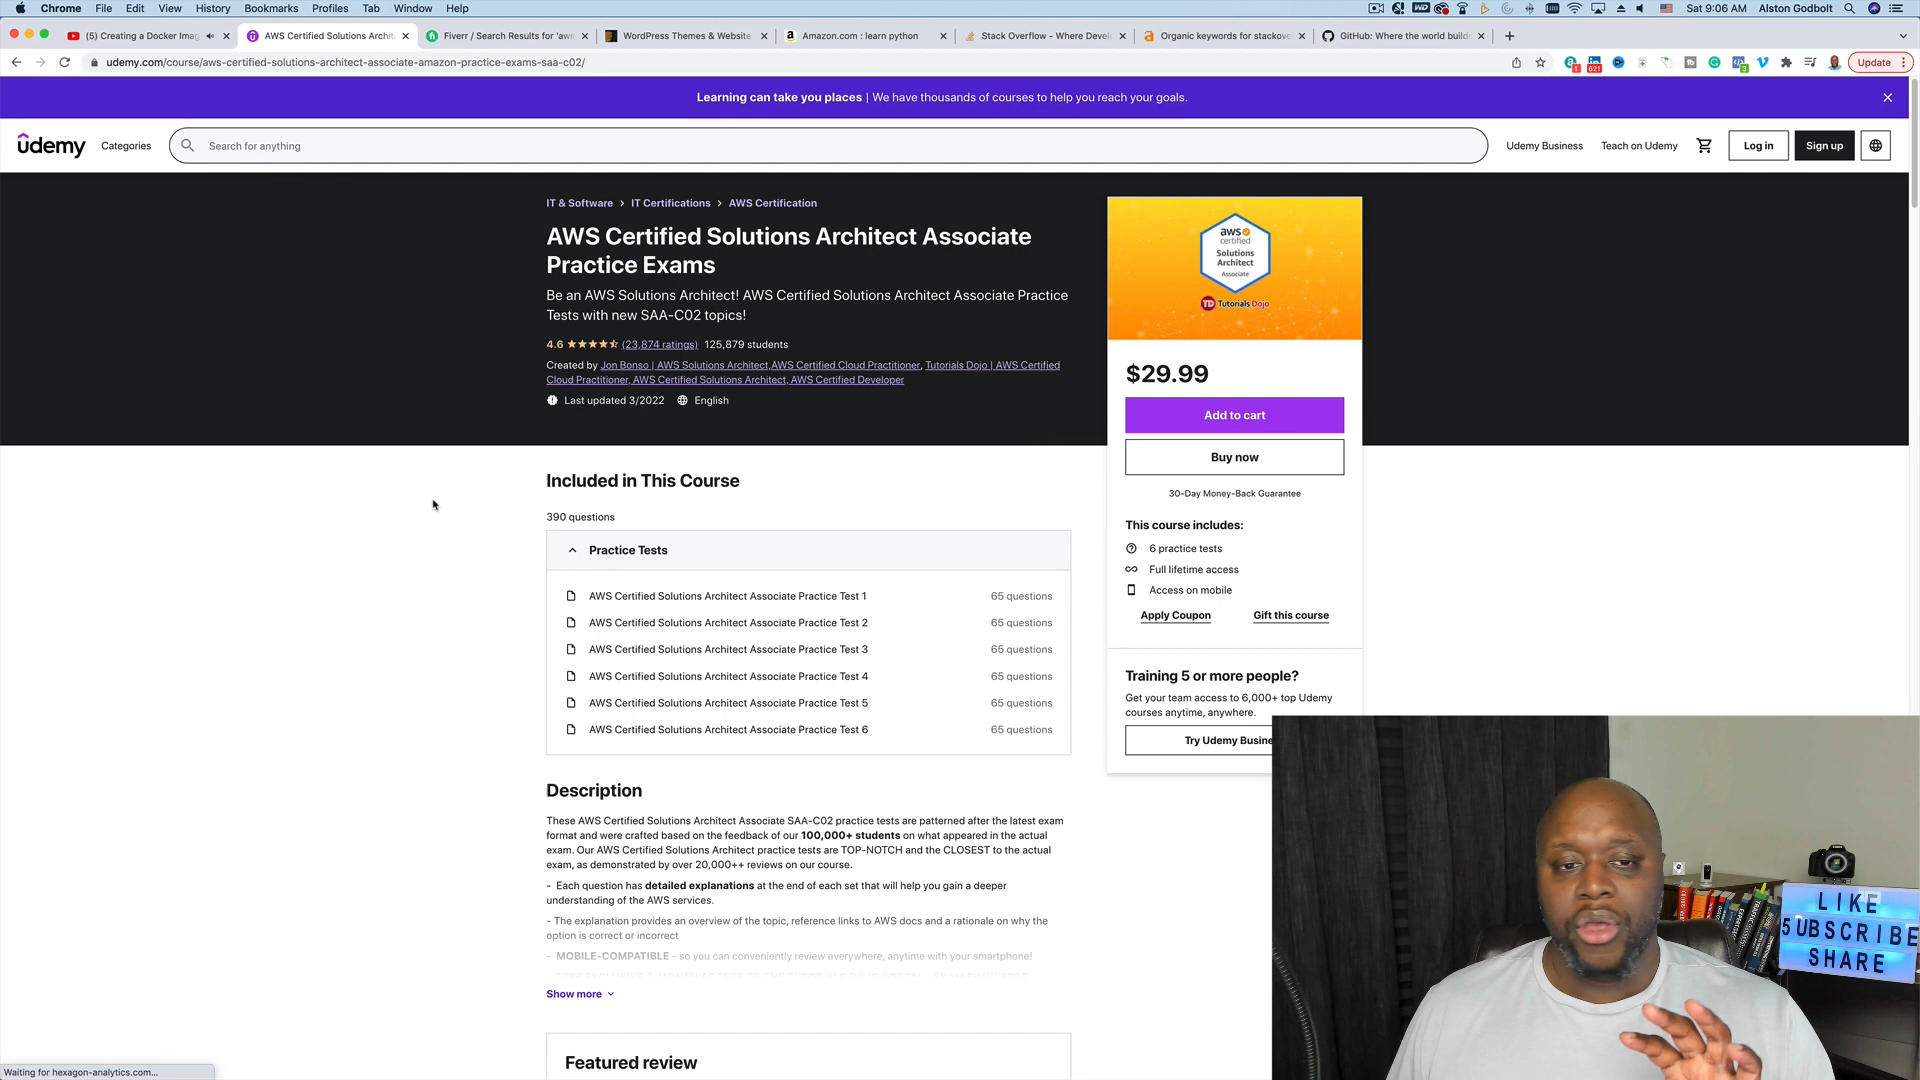 Chrome File Edit View History Bookmarks Profiles Tab Window Help Sat 9:06 AM Alston Godbolt
(5) Creating a Docker Imag
AWS Certified Solutions Archit
Fiverr / Search Results for 'aws
WordPress Themes & Website
Amazon.com : learn python
Stack Overflow - Where Devel
Organic keywords for stackove
GitHub: Where the world build
udemy.com/course/aws-certified-solutions-architect-associate-amazon-practice-exams-saa-c02/
Update
Learning can take you places | We have thousands of courses to help you reach your goals.
udemy
Categories
Search for anything
Udemy Business
Teach on Udemy
Log in
Sign up
IT & Software > IT Certifications > AWS Certification
AWS Certified Solutions Architect Associate
Practice Exams
Be an AWS Solutions Architect! AWS Certified Solutions Architect Associate Practice
Tests with new SAA-C02 topics!
4.6 (23,874 ratings) 125,879 students
Created by Jon Bonso | AWS Solutions Architect,AWS Certified Cloud Practitioner, Tutorials Dojo | AWS Certified
Cloud Practitioner, AWS Certified Solutions Architect, AWS Certified Developer
Last updated 3/2022 English
aws
certified
Solutions
Architect
Associate
TD Tutorials Dojo
$29.99
Add to cart
Buy now
30-Day Money-Back Guarantee
This course includes:
6 practice tests
Full lifetime access
Access on mobile
Apply Coupon
Gift this course
Training 5 or more people?
Get your team access to 6,000+ top Udemy
courses anytime, anywhere.
Try Udemy Busine
Included in This Course
390 questions
Practice Tests
AWS Certified Solutions Architect Associate Practice Test 1 65 questions
AWS Certified Solutions Architect Associate Practice Test 2 65 questions
AWS Certified Solutions Architect Associate Practice Test 3 65 questions
AWS Certified Solutions Architect Associate Practice Test 4 65 questions
AWS Certified Solutions Architect Associate Practice Test 5 65 questions
AWS Certified Solutions Architect Associate Practice Test 6 65 questions
Description
These AWS Certified Solutions Architect Associate SAA-C02 practice tests are patterned after the latest exam
format and were crafted based on the feedback of our 100,000+ students on what appeared in the actual
exam. Our AWS Certified Solutions Architect practice tests are TOP-NOTCH and the CLOSEST to the actual
exam, as demonstrated by over 20,000++ reviews on our course.
- Each question has detailed explanations at the end of each set that will help you gain a deeper
understanding of the AWS services.
- The explanation provides an overview of the topic, reference links to AWS docs and a rationale on why the
option is correct or incorrect
- MOBILE-COMPATIBLE - so you can conveniently review everywhere, anytime with your smartphone!
Show more
Featured review
Waiting for hexagon-analytics.com...
LIKE
5UBSCRIBE
SHARE